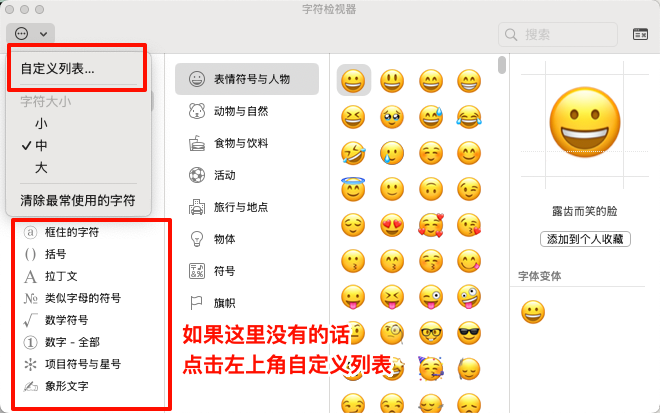 字符检视器
搜索
自定义列表...
字符大小
小
中
大
清除最常使用的字符
框住的字符
括号
拉丁文
类似字母的符号
数学符号
数字 - 全部
项目符号与星号
象形文字
表情符号与人物
动物与自然
食物与饮料
活动
旅行与地点
物体
符号
旗帜
露齿而笑的脸
添加到个人收藏
字体变体
如果这里没有的话
点击左上角自定义列表